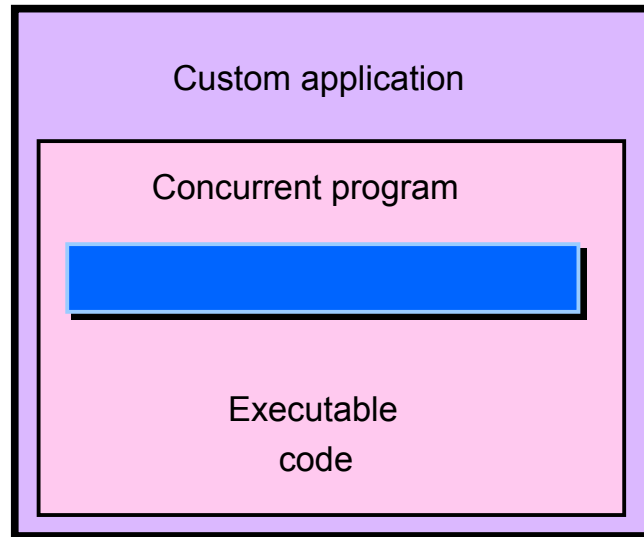 Custom application
Concurrent program
Executable
code